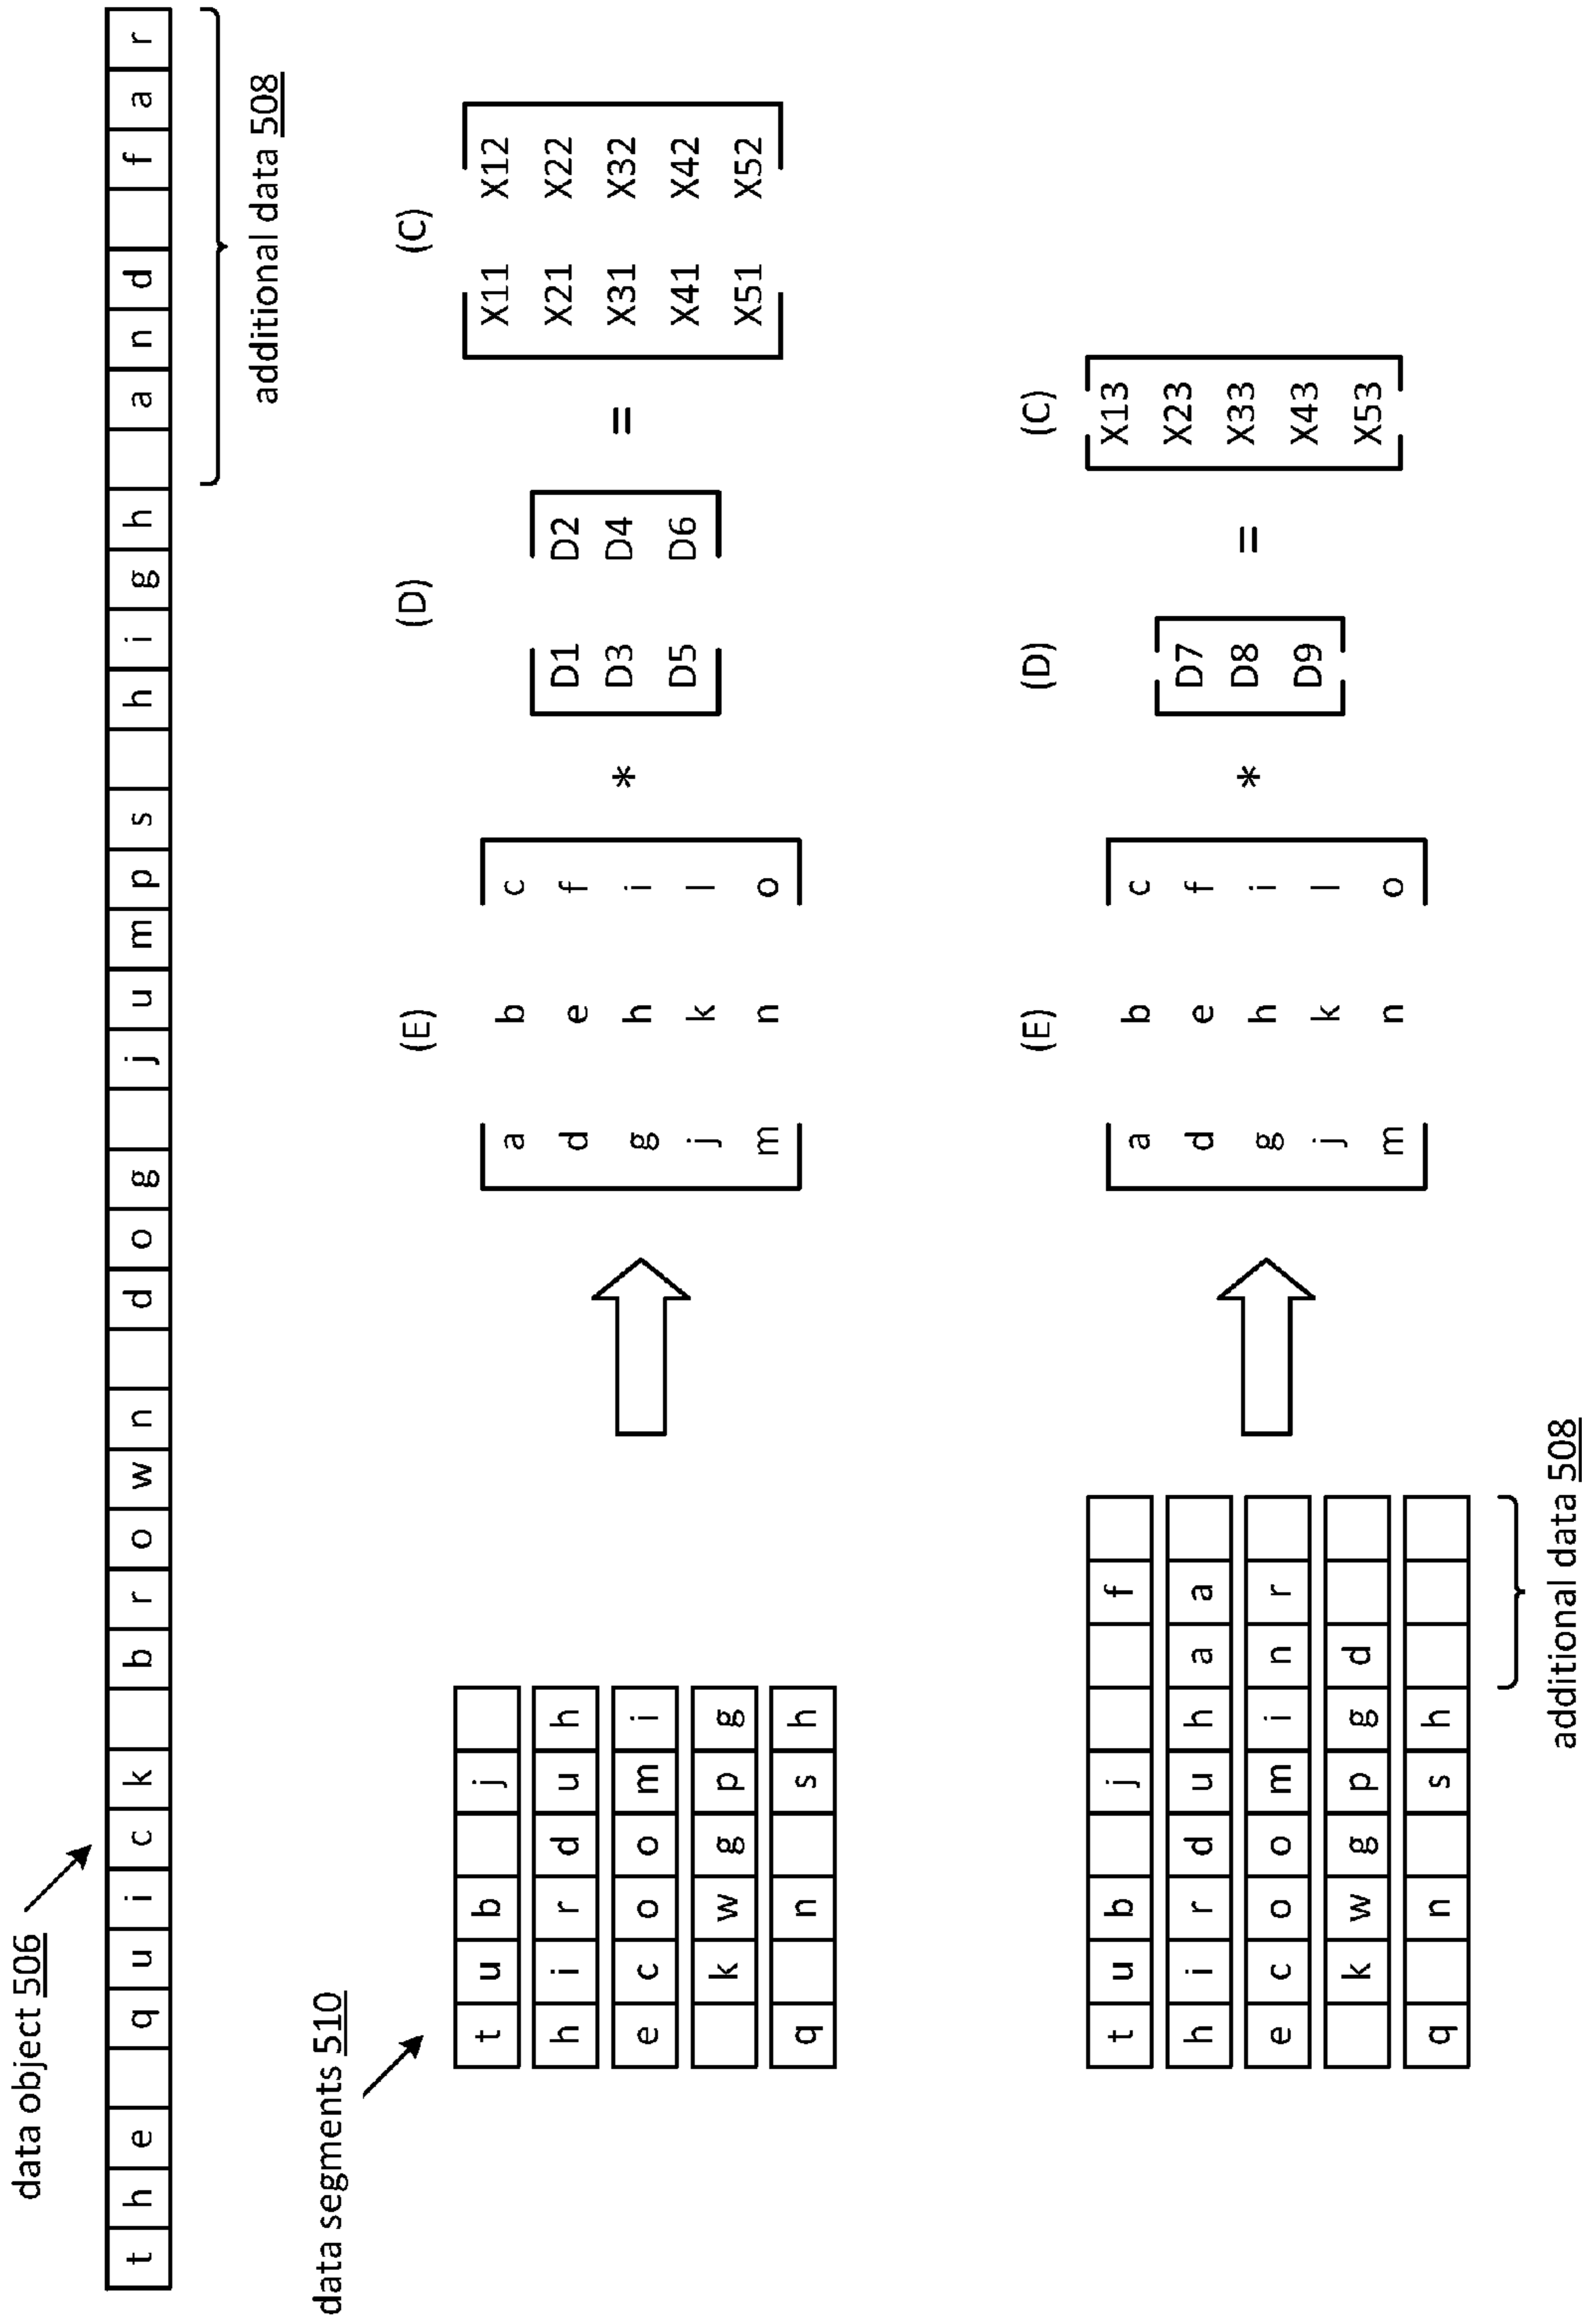 data object 506
t h e q u i c k b r o w n d o g j u m p s h i g h a n d f a r
additional data 508
data segments 510
t u b j
h i r d u h
e c o o m i
k w g p g
q n s h
(E)
a b c
d e f
g h i
j k l
m n o
*
(D)
D1 D2
D3 D4
D5 D6
=
(C)
X11 X12
X21 X22
X31 X32
X41 X42
X51 X52
t u b j f
h i r d u h a a
e c o o m i n r
k w g p g d
q n s h
additional data 508
(E)
a b c
d e f
g h i
j k l
m n o
*
(D)
D7
D8
D9
=
(C)
X13
X23
X33
X43
X53